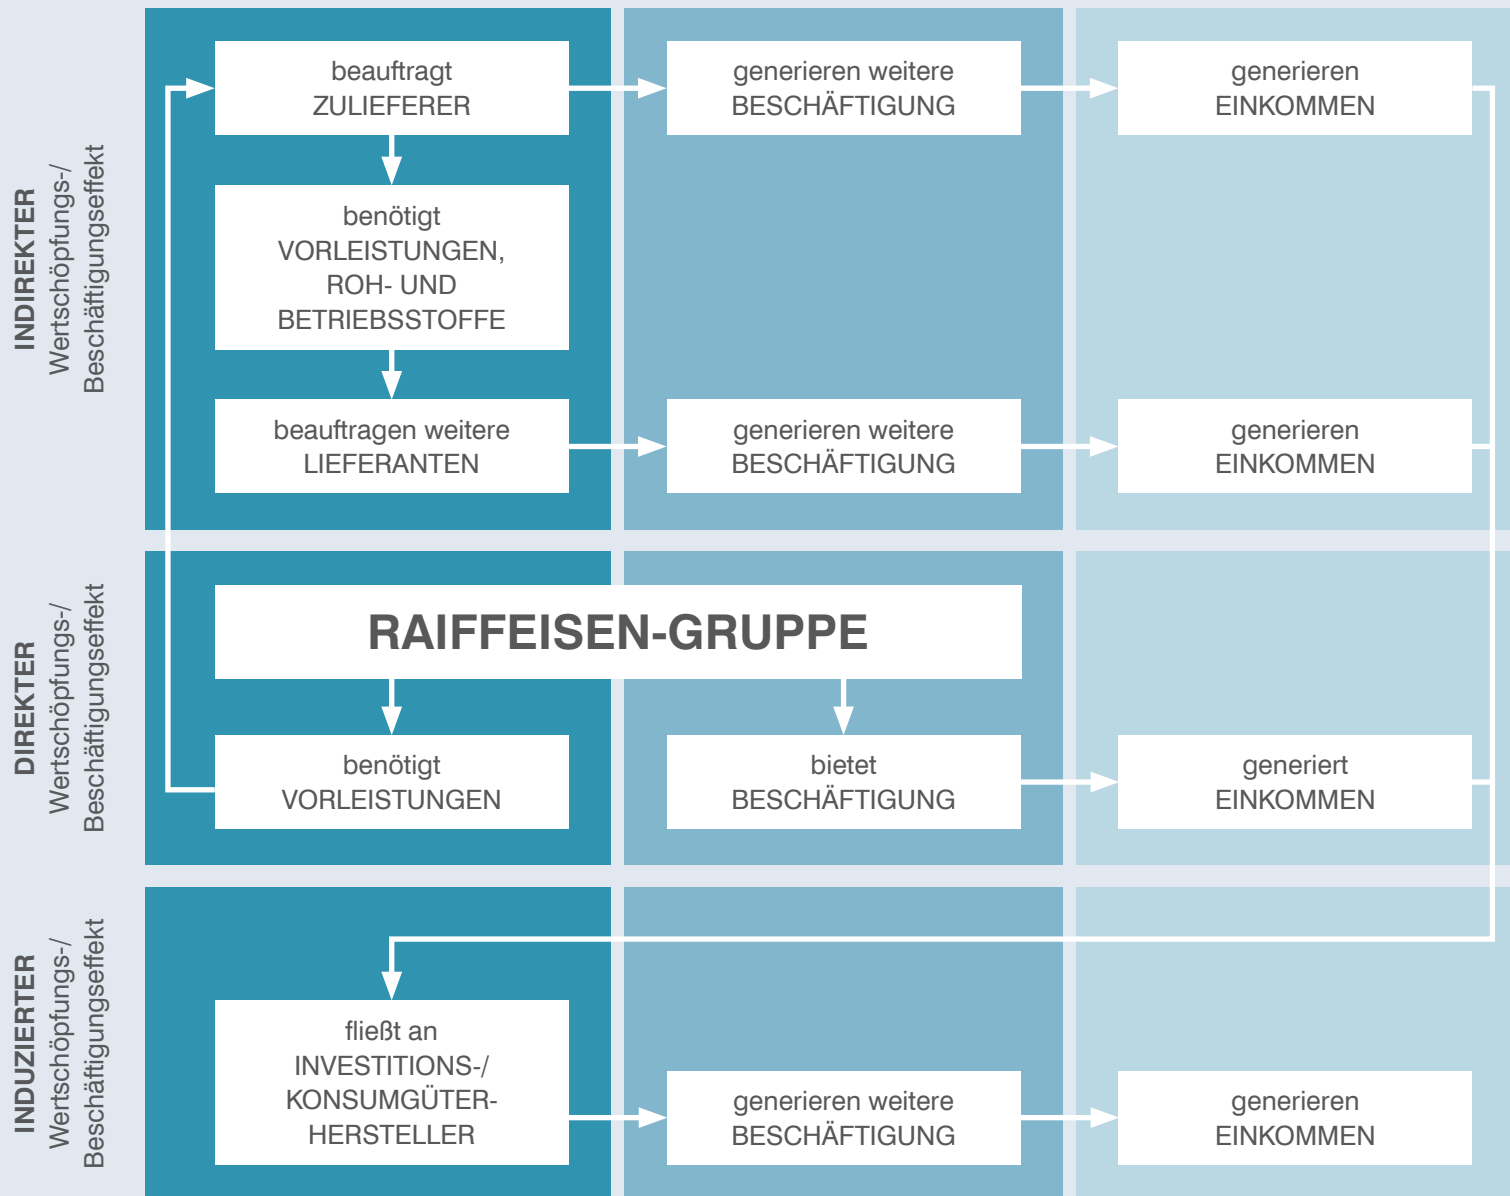 INDIREKTER
Wertschöpfungs-/
Beschäftigungseffekt
beauftragt
ZULIEFERER
generieren weitere
BESCHÄFTIGUNG
generieren
EINKOMMEN
benötigt
VORLEISTUNGEN,
ROH- UND
BETRIEBSSTOFFE
beauftragen weitere
LIEFERANTEN
generieren weitere
BESCHÄFTIGUNG
generieren
EINKOMMEN
DIREKTER
Wertschöpfungs-/
Beschäftigungseffekt
RAIFFEISEN-GRUPPE
benötigt
VORLEISTUNGEN
bietet
BESCHÄFTIGUNG
generiert
EINKOMMEN
INDUZIERTER
Wertschöpfungs-/
Beschäftigungseffekt
fließt an
INVESTITIONS-/
KONSUMGÜTER-
HERSTELLER
generieren weitere
BESCHÄFTIGUNG
generieren
EINKOMMEN